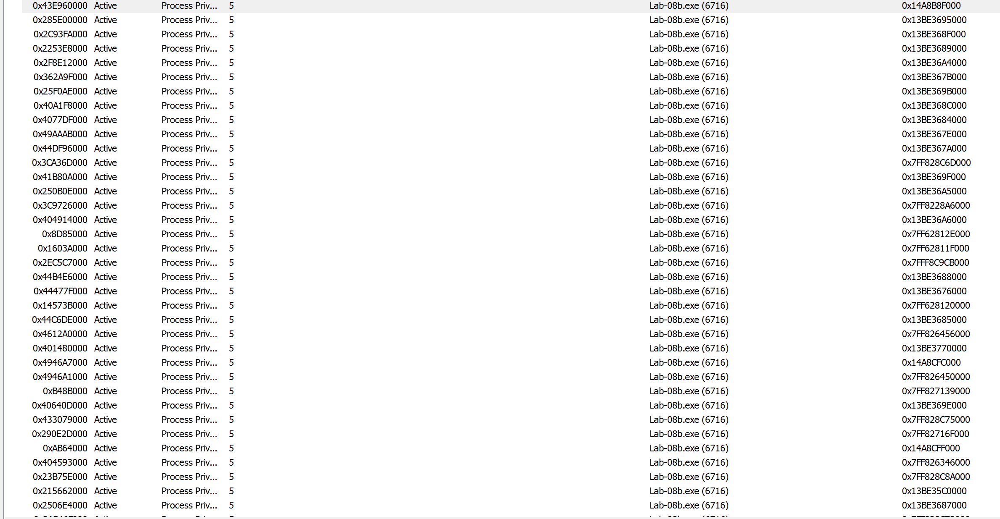 0x43E960000 Active Process Priv... 5 Lab-08b.exe (6716) 0x14A8B8F000
0x285E00000 Active Process Priv... 5 Lab-08b.exe (6716) 0x13BE3695000
0x2C93FA000 Active Process Priv... 5 Lab-08b.exe (6716) 0x13BE368F000
0x2253E8000 Active Process Priv... 5 Lab-08b.exe (6716) 0x13BE3689000
0x2F8E12000 Active Process Priv... 5 Lab-08b.exe (6716) 0x13BE36A4000
0x362A9F000 Active Process Priv... 5 Lab-08b.exe (6716) 0x13BE367B000
0x25F0AE000 Active Process Priv... 5 Lab-08b.exe (6716) 0x13BE369B000
0x40A1F8000 Active Process Priv... 5 Lab-08b.exe (6716) 0x13BE368C000
0x4077DF000 Active Process Priv... 5 Lab-08b.exe (6716) 0x13BE3684000
0x49AAAB000 Active Process Priv... 5 Lab-08b.exe (6716) 0x13BE367E000
0x44DF96000 Active Process Priv... 5 Lab-08b.exe (6716) 0x13BE367A000
0x3CA36D000 Active Process Priv... 5 Lab-08b.exe (6716) 0x7FF828C6D000
0x41B80A000 Active Process Priv... 5 Lab-08b.exe (6716) 0x13BE369F000
0x250B0E000 Active Process Priv... 5 Lab-08b.exe (6716) 0x13BE36A5000
0x3C9726000 Active Process Priv... 5 Lab-08b.exe (6716) 0x7FF8228A6000
0x404914000 Active Process Priv... 5 Lab-08b.exe (6716) 0x13BE36A6000
0x8D85000 Active Process Priv... 5 Lab-08b.exe (6716) 0x7FF62812E000
0x1603A000 Active Process Priv... 5 Lab-08b.exe (6716) 0x7FF62811F000
0x2EC5C7000 Active Process Priv... 5 Lab-08b.exe (6716) 0x7FFF8C9CB000
0x44B4E6000 Active Process Priv... 5 Lab-08b.exe (6716) 0x13BE3688000
0x44477F000 Active Process Priv... 5 Lab-08b.exe (6716) 0x13BE3676000
0x14573B000 Active Process Priv... 5 Lab-08b.exe (6716) 0x7FF628120000
0x44C6DE000 Active Process Priv... 5 Lab-08b.exe (6716) 0x13BE3685000
0x4612A0000 Active Process Priv... 5 Lab-08b.exe (6716) 0x7FF826456000
0x401480000 Active Process Priv... 5 Lab-08b.exe (6716) 0x13BE3770000
0x4946A7000 Active Process Priv... 5 Lab-08b.exe (6716) 0x14A8CFC000
0x4946A1000 Active Process Priv... 5 Lab-08b.exe (6716) 0x7FF826450000
0xB48B000 Active Process Priv... 5 Lab-08b.exe (6716) 0x7FF827139000
0x40640D000 Active Process Priv... 5 Lab-08b.exe (6716) 0x13BE369E000
0x433079000 Active Process Priv... 5 Lab-08b.exe (6716) 0x7FF828C75000
0x290E2D000 Active Process Priv... 5 Lab-08b.exe (6716) 0x7FF82716F000
0xAB64000 Active Process Priv... 5 Lab-08b.exe (6716) 0x14A8CFF000
0x404593000 Active Process Priv... 5 Lab-08b.exe (6716) 0x7FF826346000
0x23B75E000 Active Process Priv... 5 Lab-08b.exe (6716) 0x7FF828C8A000
0x215662000 Active Process Priv... 5 Lab-08b.exe (6716) 0x13BE35C0000
0x2506E4000 Active Process Priv... 5 Lab-08b.exe (6716) 0x13BE3687000